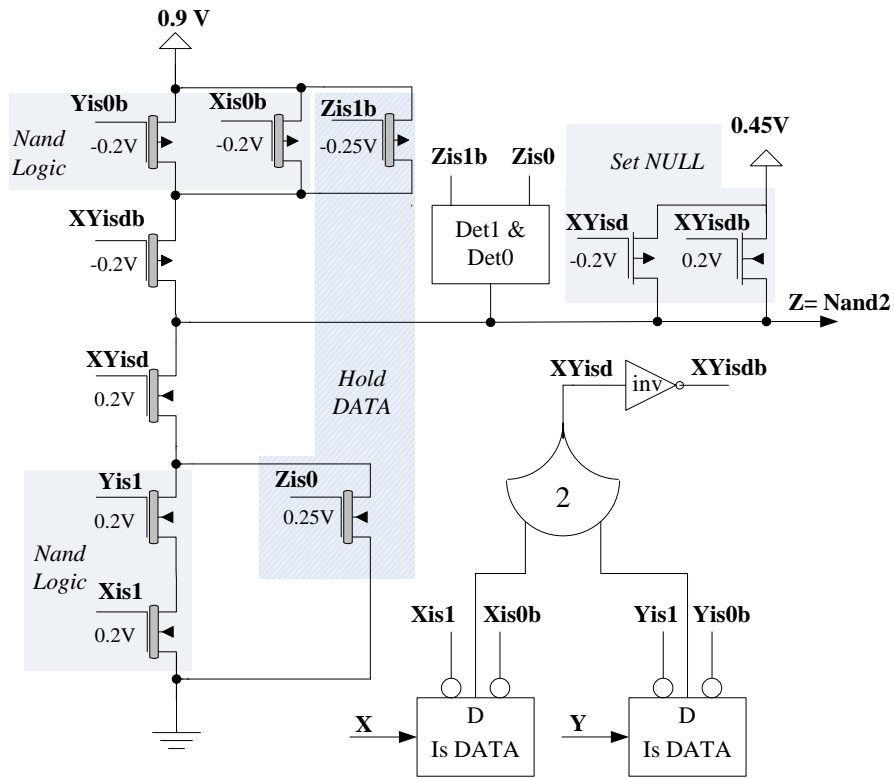 0.9 V
Yis0b
Xis0b
Zis1b
Nand
Logic
-0.2V
-0.2V
-0.25V
0.45V
Zis1b
Zis0
Set NULL
XYisdb
-0.2V
Det1 &
Det0
XYisd
XYisdb
-0.2V
0.2V
Z= Nand2
XYisd
0.2V
Hold
DATA
XYisd
inv
XYisdb
Yis1
0.2V
Zis0
0.25V
2
Nand
Logic
Xis1
0.2V
Xis1
Xis0b
Yis1
Yis0b
X
D
Is DATA
Y
D
Is DATA